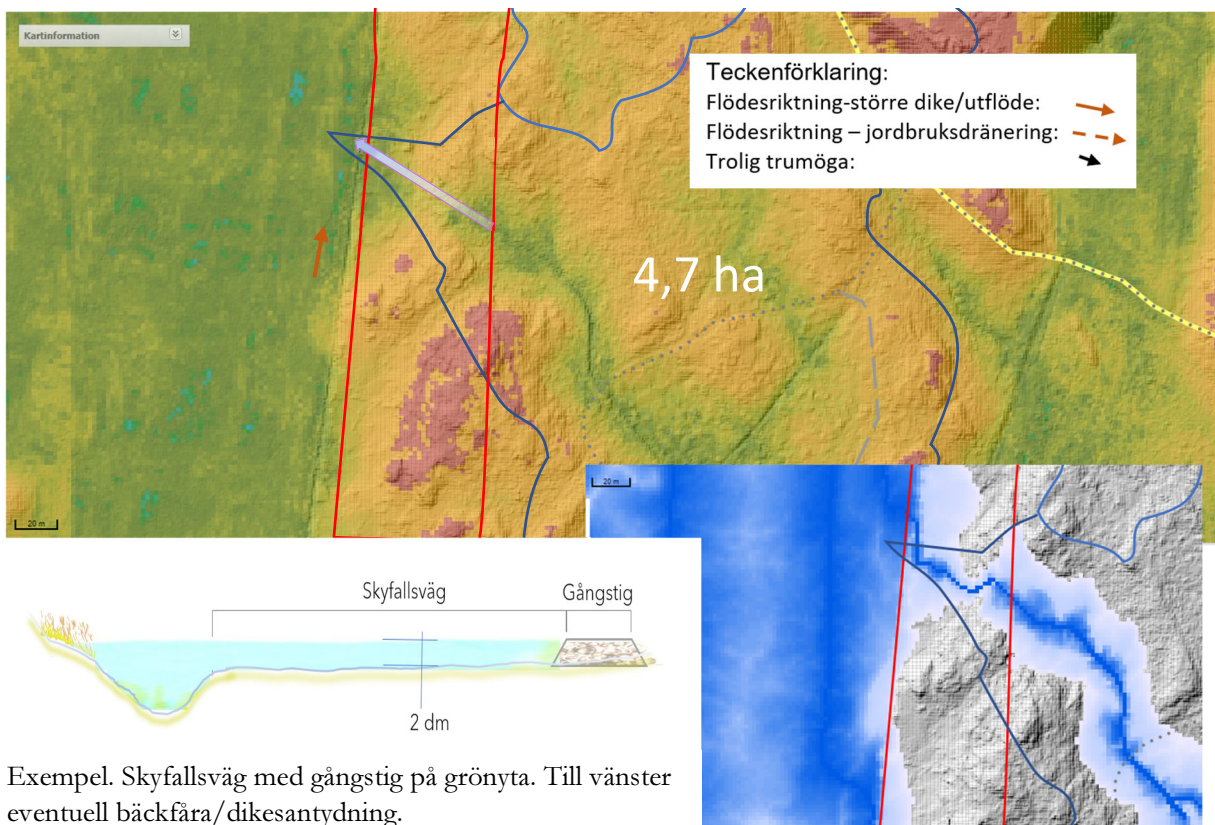 Kartinformation
Teckenförklaring:
Flödesriktning-större dike/utflöde:
Flödesriktning – jordbruksdränering:
Trolig trumöga:
4,7 ha
20 m
20 m
Skyfallsväg
Gångstig
2 dm
Exempel. Skyfallsväg med gångstig på grönyta. Till vänster
eventuell bäckfåra/dikesantydning.